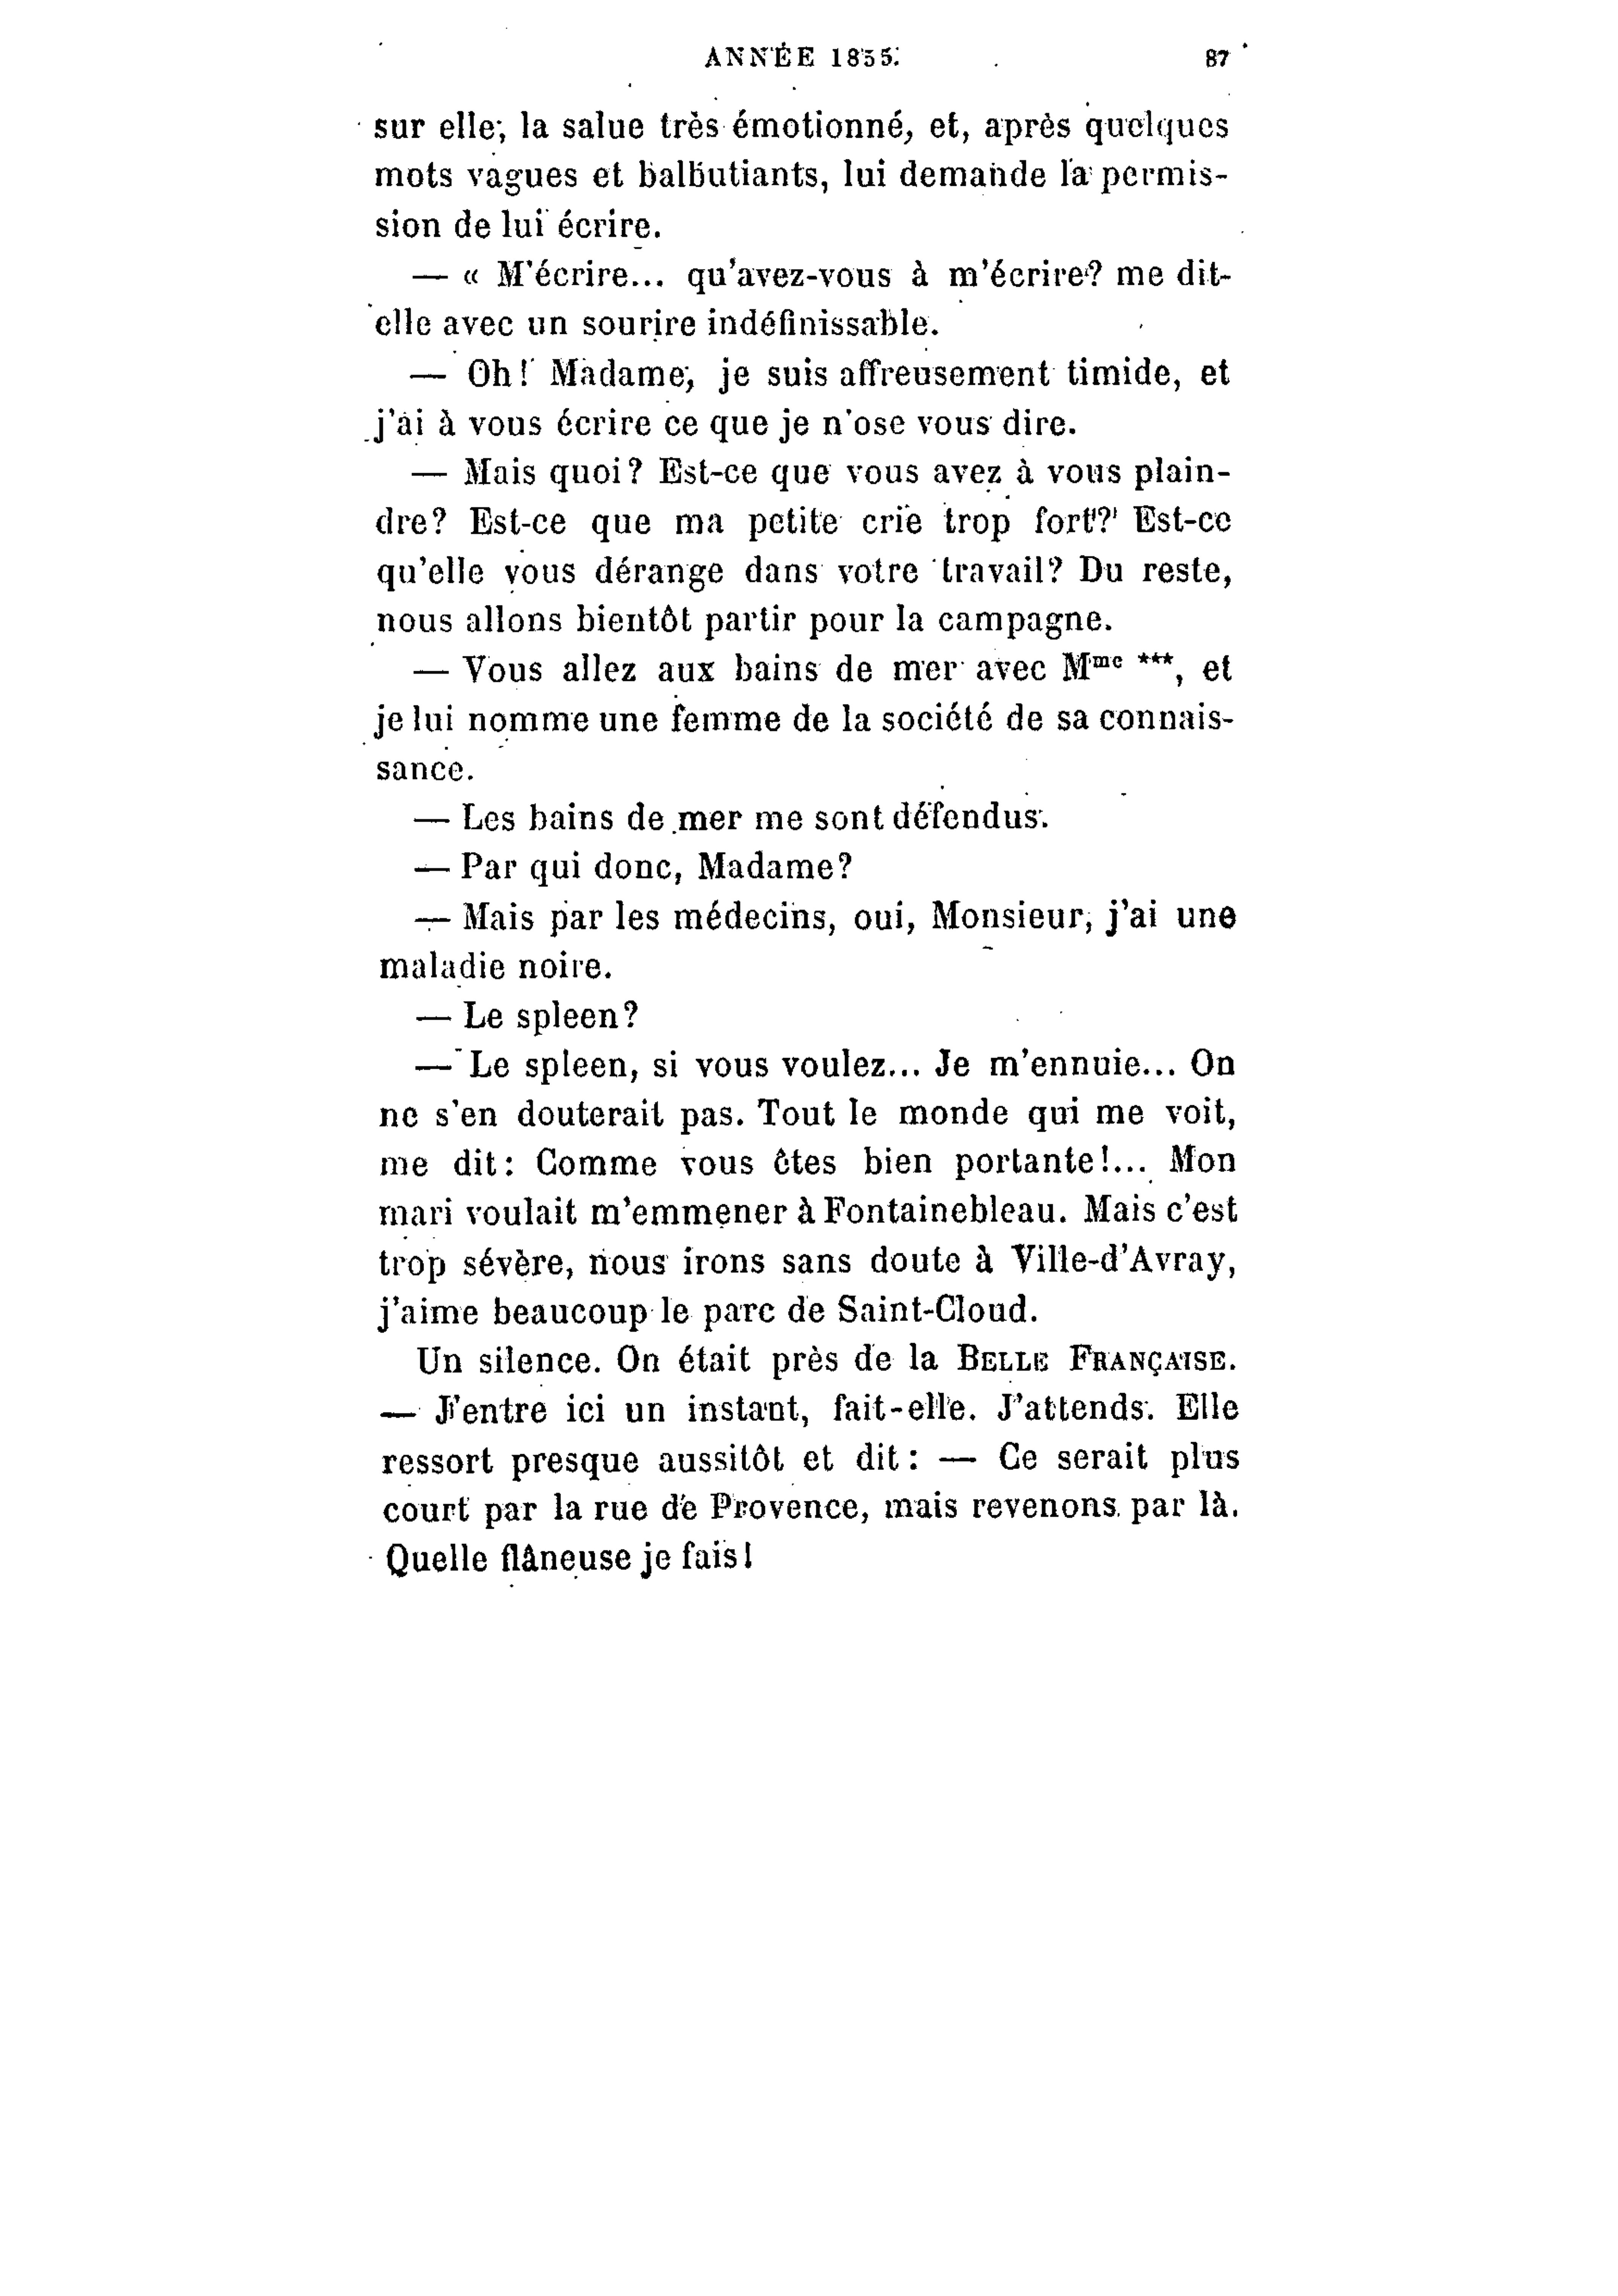 ANNÉE 1855. 87
sur elle, la salue très émotionné, et, après quelques
mots vagues et balbutiants, lui demande la permis-
sion de lui écrire.
— « M'écrire... qu'avez-vous à m'écrire? me dit-
elle avec un sourire indéfinissable.
— Oh! Madame, je suis affreusement timide, et
j'ai à vous écrire ce que je n'ose vous dire.
— Mais quoi? Est-ce que vous avez à vous plain-
dre? Est-ce que ma petite crie trop fort? Est-ce
qu'elle vous dérange dans votre travail? Du reste,
nous allons bientôt partir pour la campagne.
— Vous allez aux bains de mer avec Mme ***, et
je lui nomme une femme de la société de sa connais-
sance.
— Les bains de mer me sont défendus.
— Par qui donc, Madame?
— Mais par les médecins, oui, Monsieur, j'ai une
maladie noire.
— Le spleen?
— Le spleen, si vous voulez... Je m'ennuie... On
ne s'en douterait pas. Tout le monde qui me voit,
me dit: Comme vous êtes bien portante!... Mon
mari voulait m'emmener à Fontainebleau. Mais c'est
trop sévère, nous irons sans doute à Ville-d'Avray,
j'aime beaucoup le parc de Saint-Cloud.
Un silence. On était près de la BELLE FRANÇAISE.
— J'entre ici un instant, fait-elle. J'attends. Elle
ressort presque aussitôt et dit: — Ce serait plus
court par la rue de Provence, mais revenons par là.
Quelle flâneuse je fais!